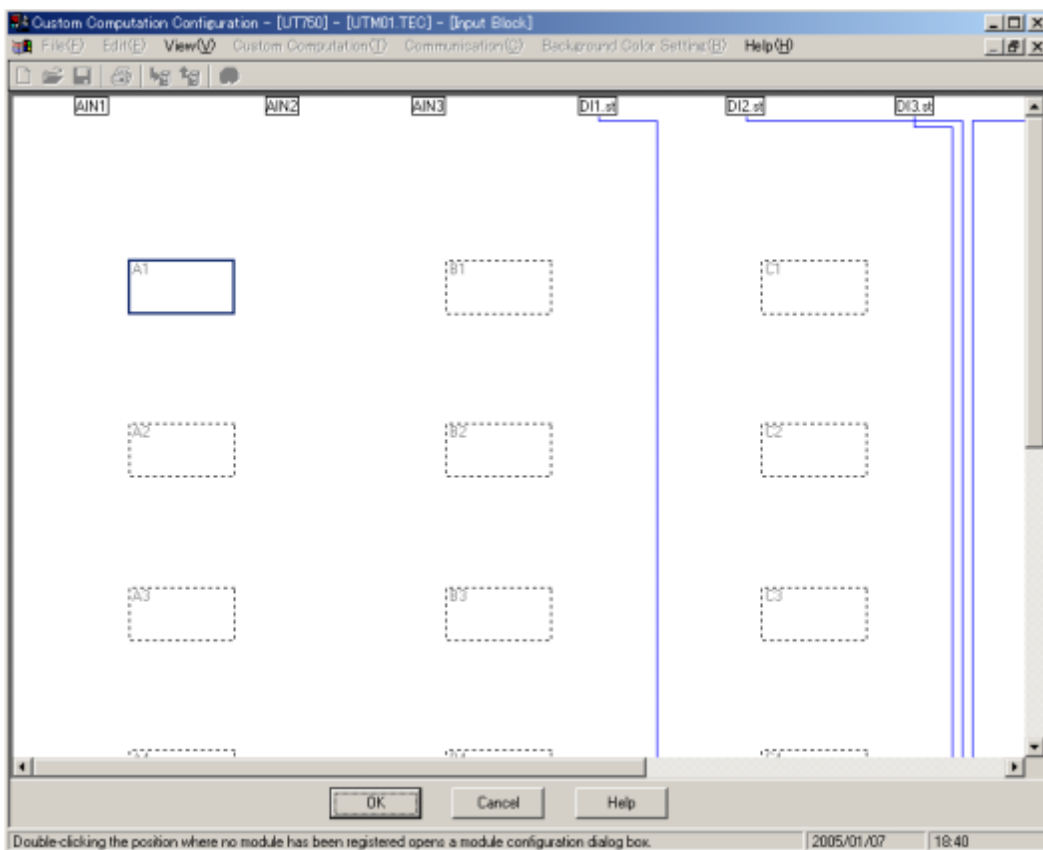 Custom Computation Configuration - [UT750] - [UTM01.TEC] - [Input Block]
File(F) Edit(E) View(V) Custom Computation(T) Communication(C) Background Color Setting(B) Help(H)
AIN1 AIN2 AIN3 DI1.st DI2.st DI3.st
A1 B1 C1
A2 B2 C2
A3 B3 C3
A4 B4 C4
OK Cancel Help
Double-clicking the position where no module has been registered opens a module configuration dialog box. 2005/01/07 18:40